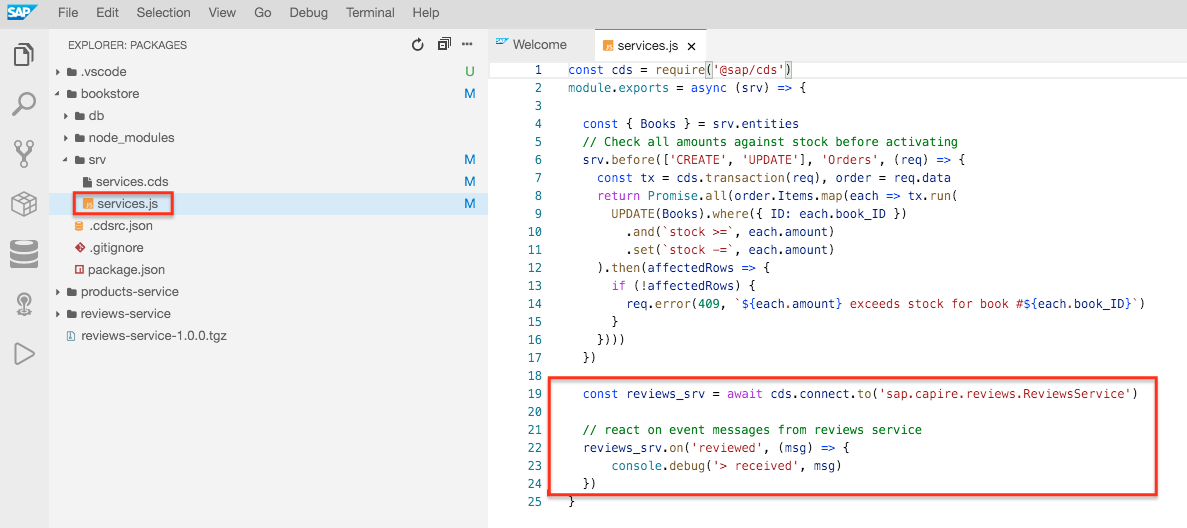 SAP File Edit Selection View Go Debug Terminal Help
EXPLORER: PACKAGES
.vscode U
bookstore M
db
node_modules
srv M
services.cds M
JS services.js M
.cdsrc.json
.gitignore
package.json
products-service
reviews-service
reviews-service-1.0.0.tgz
SAP Welcome JS services.js ×
1 const cds = require('@sap/cds')
2 module.exports = async (srv) => {
3
4 const { Books } = srv.entities
5 // Check all amounts against stock before activating
6 srv.before(['CREATE', 'UPDATE'], 'Orders', (req) => {
7 const tx = cds.transaction(req), order = req.data
8 return Promise.all(order.Items.map(each => tx.run(
9 UPDATE(Books).where({ ID: each.book_ID })
10 .and(`stock >=`, each.amount)
11 .set(`stock -=`, each.amount)
12 ).then(affectedRows => {
13 if (!affectedRows) {
14 req.error(409, `${each.amount} exceeds stock for book #${each.book_ID}`)
15 }
16 })))
17 })
18
19 const reviews_srv = await cds.connect.to('sap.capire.reviews.ReviewsService')
20
21 // react on event messages from reviews service
22 reviews_srv.on('reviewed', (msg) => {
23 console.debug('> received', msg)
24 })
25 }